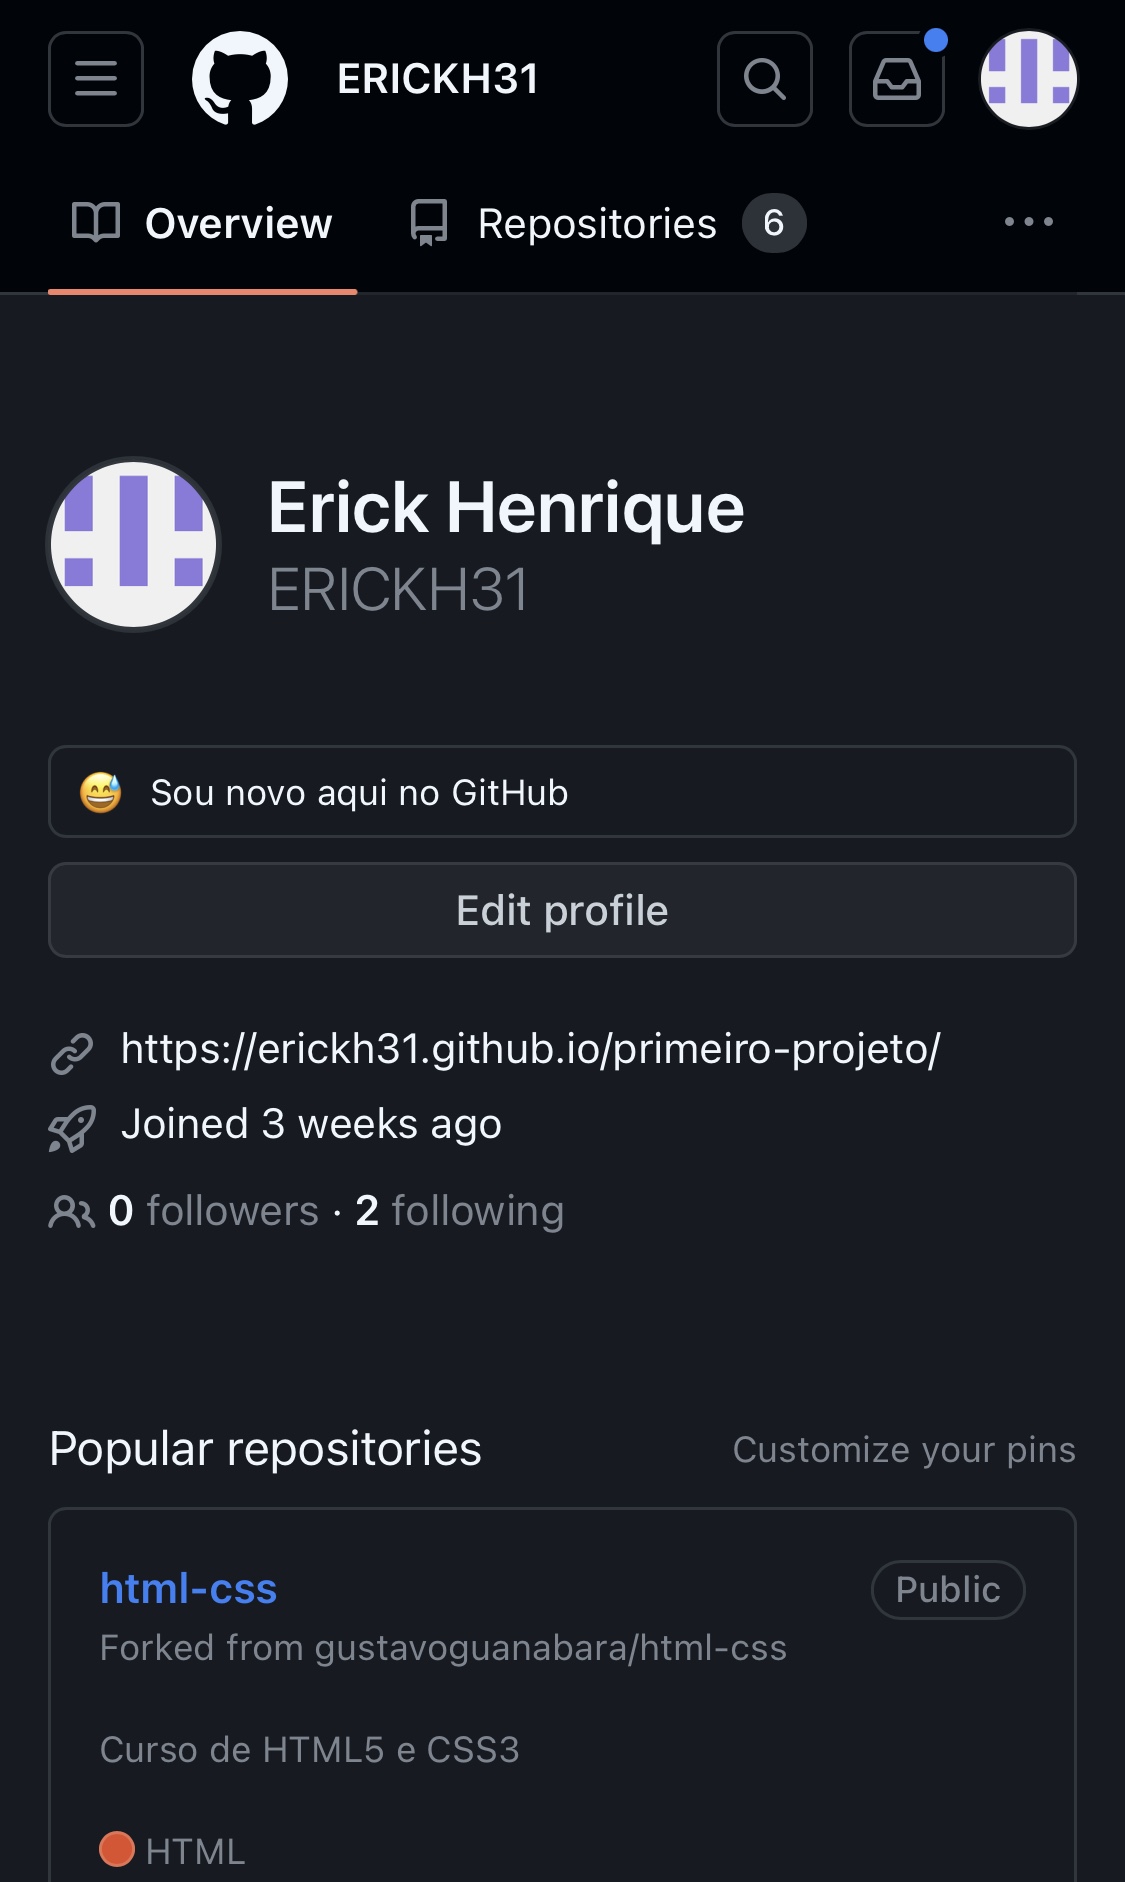 ERICKH31
Overview
Repositories 6
Erick Henrique
ERICKH31
Sou novo aqui no GitHub
Edit profile
https://erickh31.github.io/primeiro-projeto/
Joined 3 weeks ago
0 followers · 2 following
Popular repositories
Customize your pins
html-css
Public
Forked from gustavoguanabara/html-css
Curso de HTML5 e CSS3
HTML